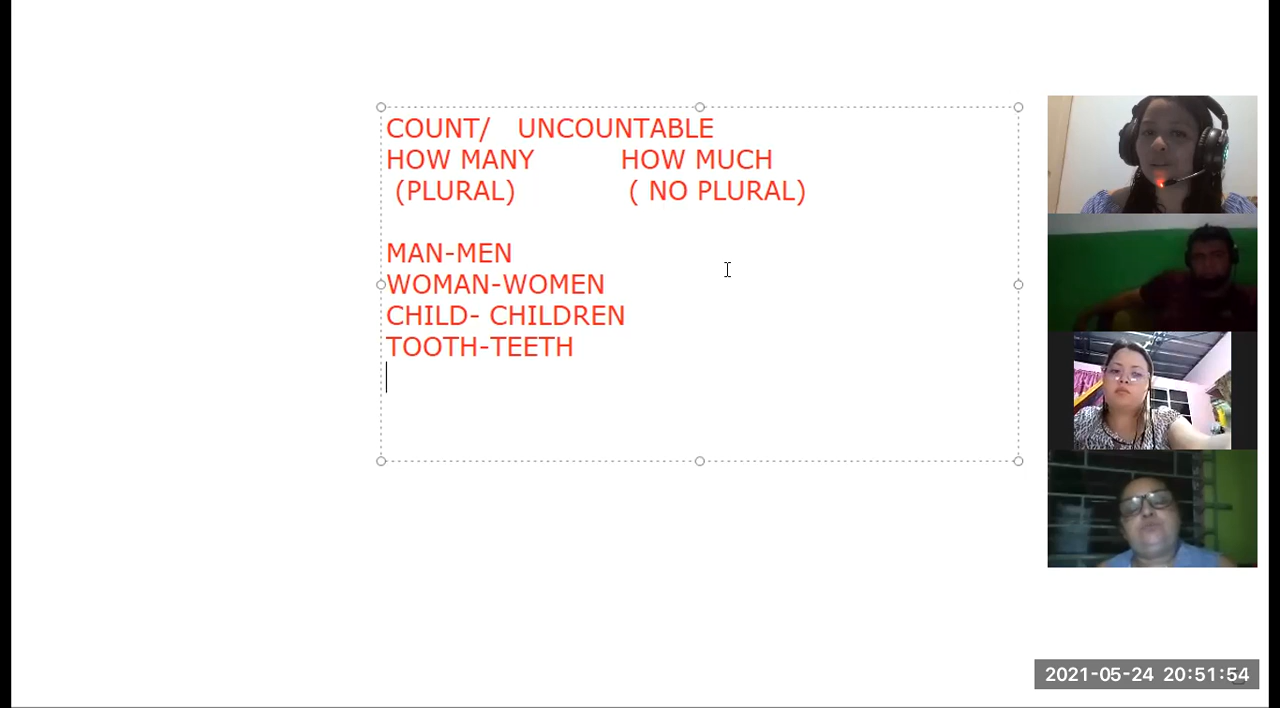 COUNT/ UNCOUNTABLE
HOW MANY HOW MUCH
(PLURAL) ( NO PLURAL)
MAN-MEN
WOMAN-WOMEN
CHILD- CHILDREN
TOOTH-TEETH
2021-05-24 20:51:54